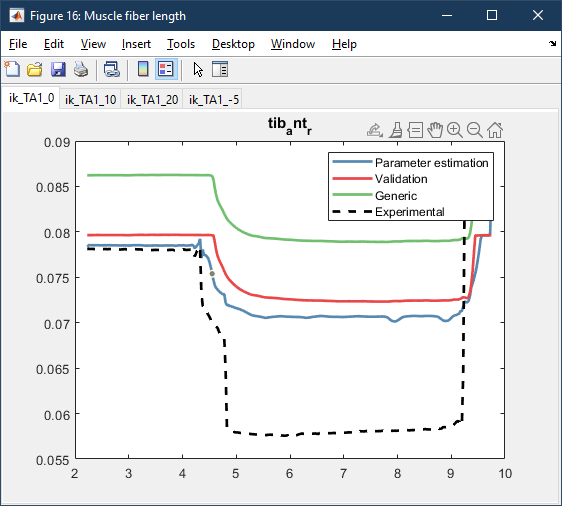 Figure 16: Muscle fiber length
File Edit View Insert Tools Desktop Window Help
ik_TA1_0 ik_TA1_10 ik_TA1_20 ik_TA1_-5
tibₐntᵣ
0.09
0.085
0.08
0.075
0.07
0.065
0.06
0.055
Parameter estimation
Validation
Generic
Experimental
2 3 4 5 6 7 8 9 10